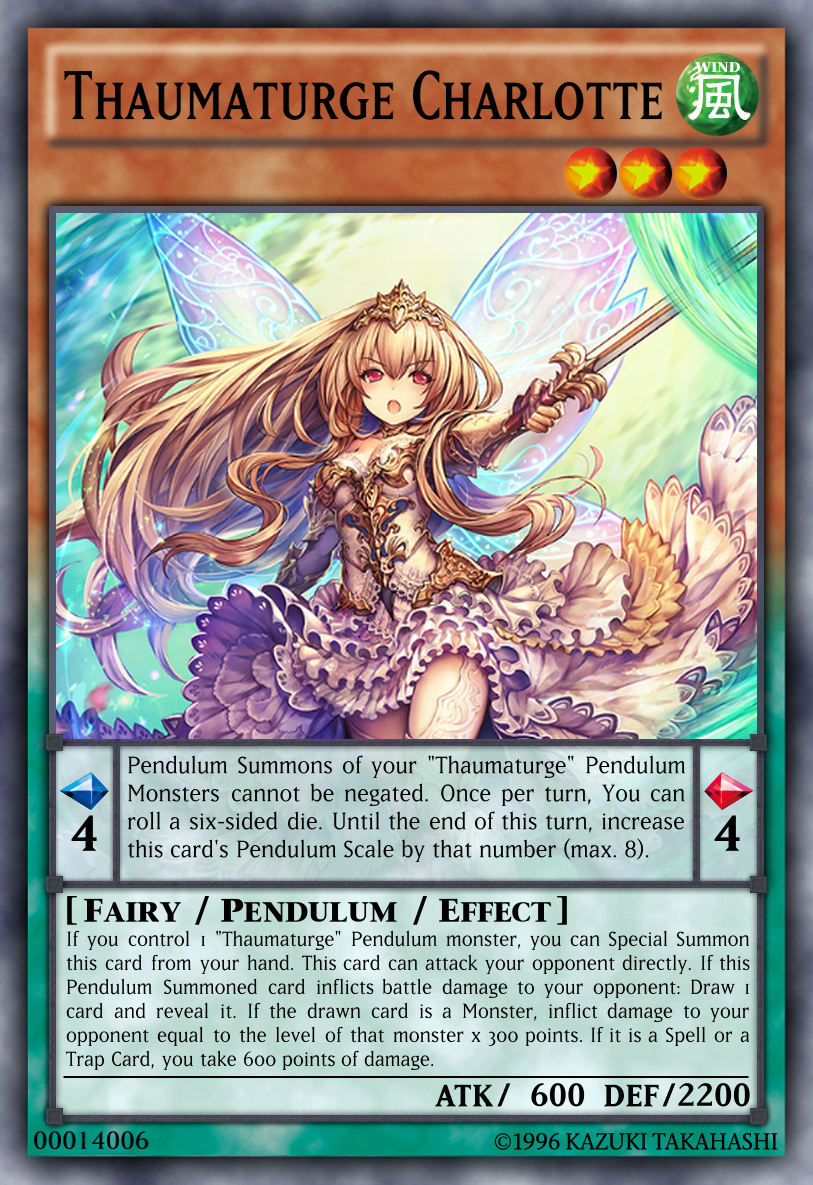 Thaumaturge Charlotte
WIND
風
Pendulum Summons of your "Thaumaturge" Pendulum
Monsters cannot be negated. Once per turn, You can
roll a six-sided die. Until the end of this turn, increase
this card's Pendulum Scale by that number (max. 8).
4
4
[ Fairy / Pendulum / Effect ]
If you control 1 "Thaumaturge" Pendulum monster, you can Special Summon
this card from your hand. This card can attack your opponent directly. If this
Pendulum Summoned card inflicts battle damage to your opponent: Draw 1
card and reveal it. If the drawn card is a Monster, inflict damage to your
opponent equal to the level of that monster x 300 points. If it is a Spell or a
Trap Card, you take 600 points of damage.
ATK/ 600 DEF/2200
00014006
©1996 KAZUKI TAKAHASHI